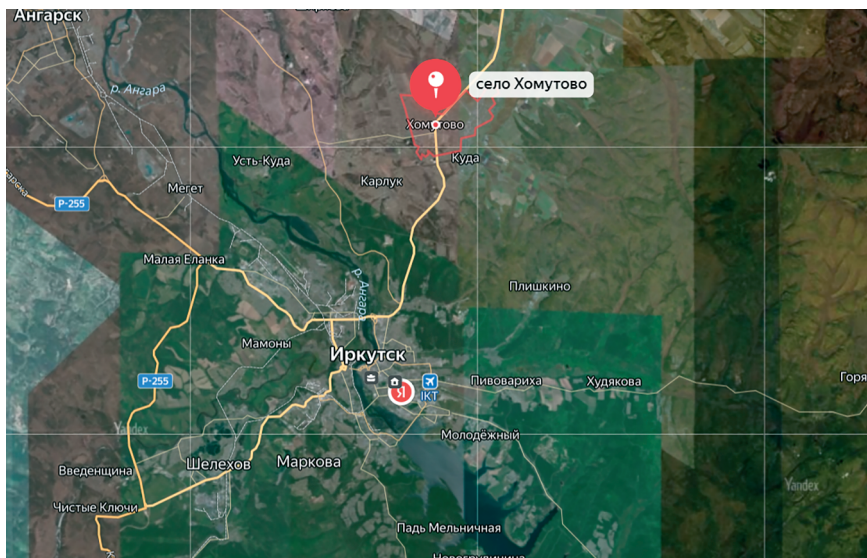 Ангарск
р. Ангара
село Хомутово
Хомутово
Усть-Куда
Куда
Карлук
Мегет
Р-255
Малая Еланка
р. Ангара
Плишкино
Мамоны
Иркутск
Р-255
Я
IKT
Пивовариха
Худякова
Горя
Yandex
Молодёжный
Введенщина
Шелехов
Маркова
Yandex
Чистые Ключи
Падь Мельничная